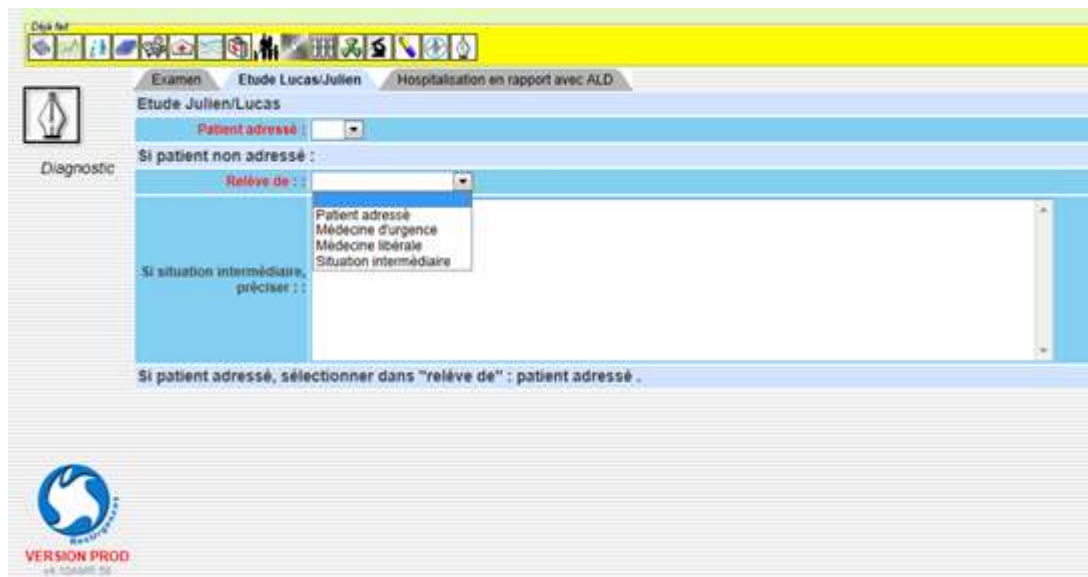 Déjà fait
Examen Etude Lucas/Julien Hospitalisation en rapport avec ALD
Etude Julien/Lucas
Patient adressé :
Si patient non adressé :
Diagnostic
Relève de : :
Patient adressé
Médecine d'urgence
Médecine libérale
Situation intermédiaire
Si situation intermédiaire,
préciser : :
Si patient adressé, sélectionner dans "relève de" : patient adressé .
ResUrgences
VERSION PROD